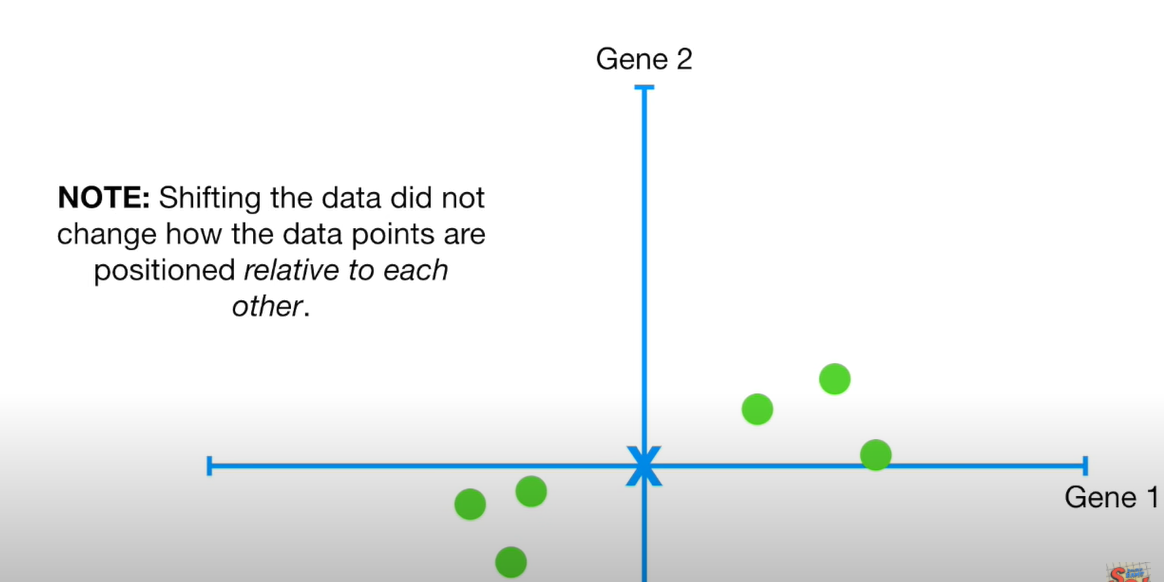 Gene 2
NOTE: Shifting the data did not
change how the data points are
positioned relative to each
other.
X
Gene 1